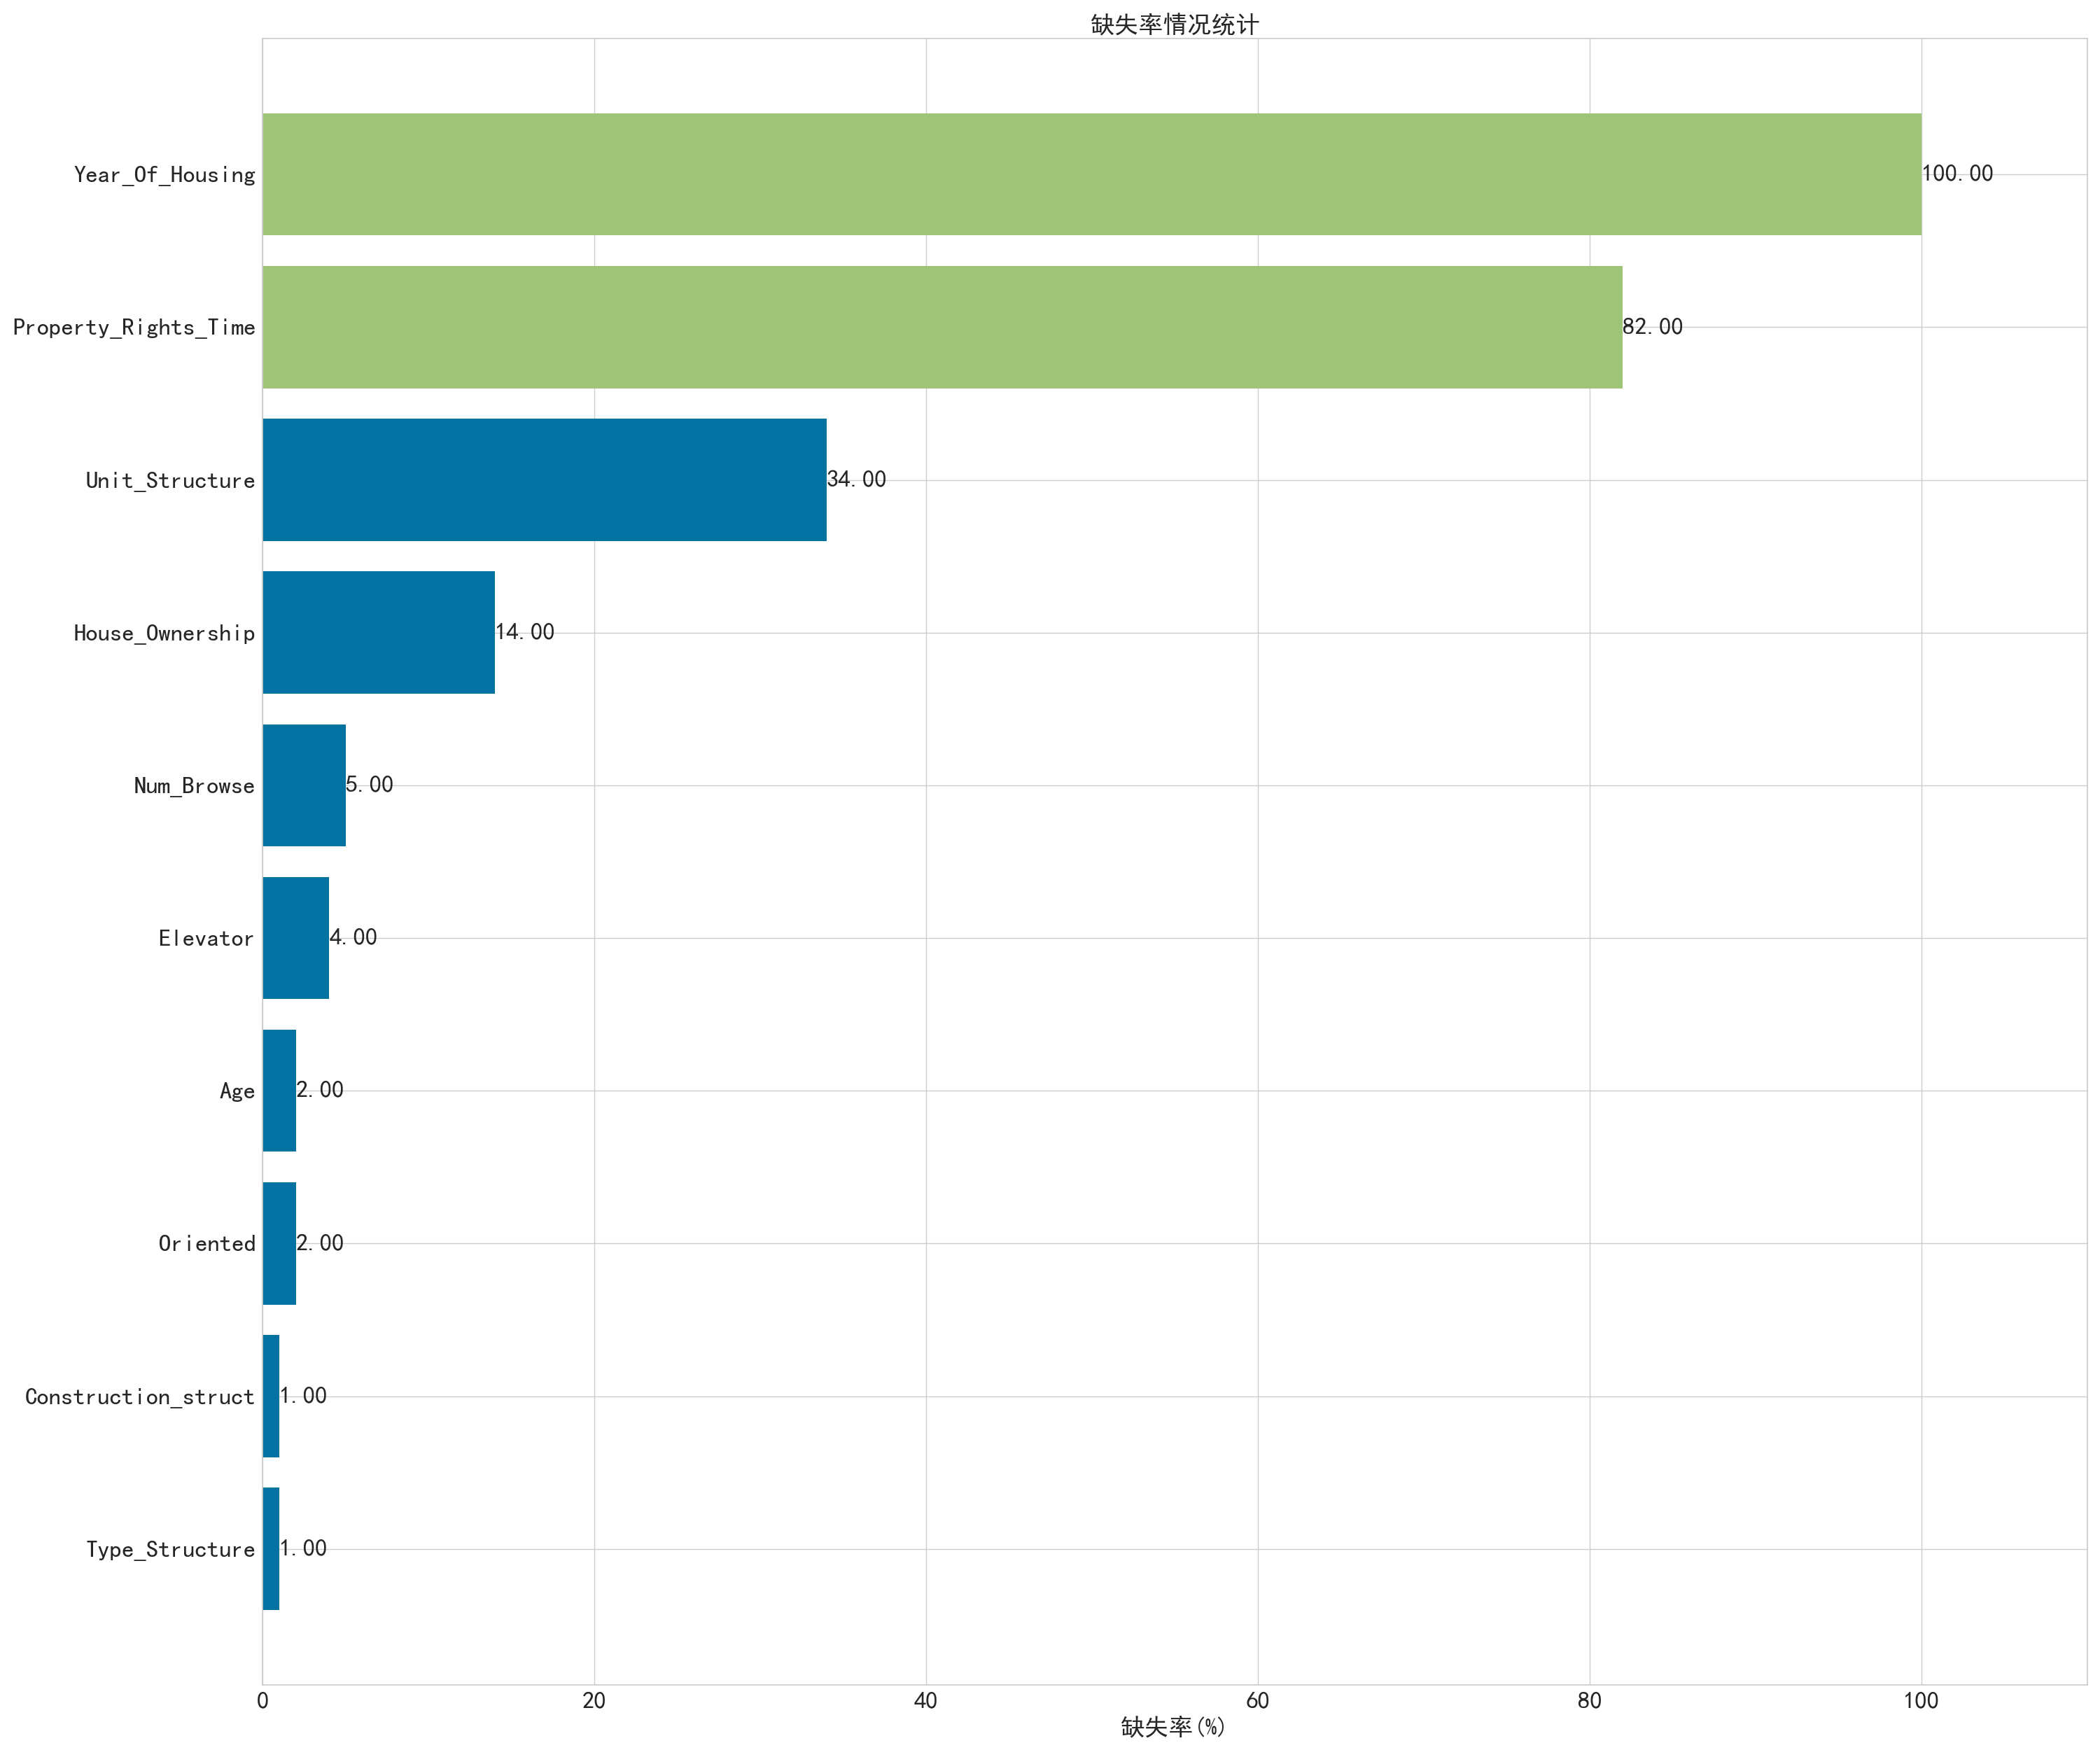 缺失率情况统计
Year_Of_Housing 100.00
Property_Rights_Time 82.00
Unit_Structure 34.00
House_Ownership 14.00
Num_Browse 5.00
Elevator 4.00
Age 2.00
Oriented 2.00
Construction_struct 1.00
Type_Structure 1.00
0 20 40 60 80 100
缺失率(%)